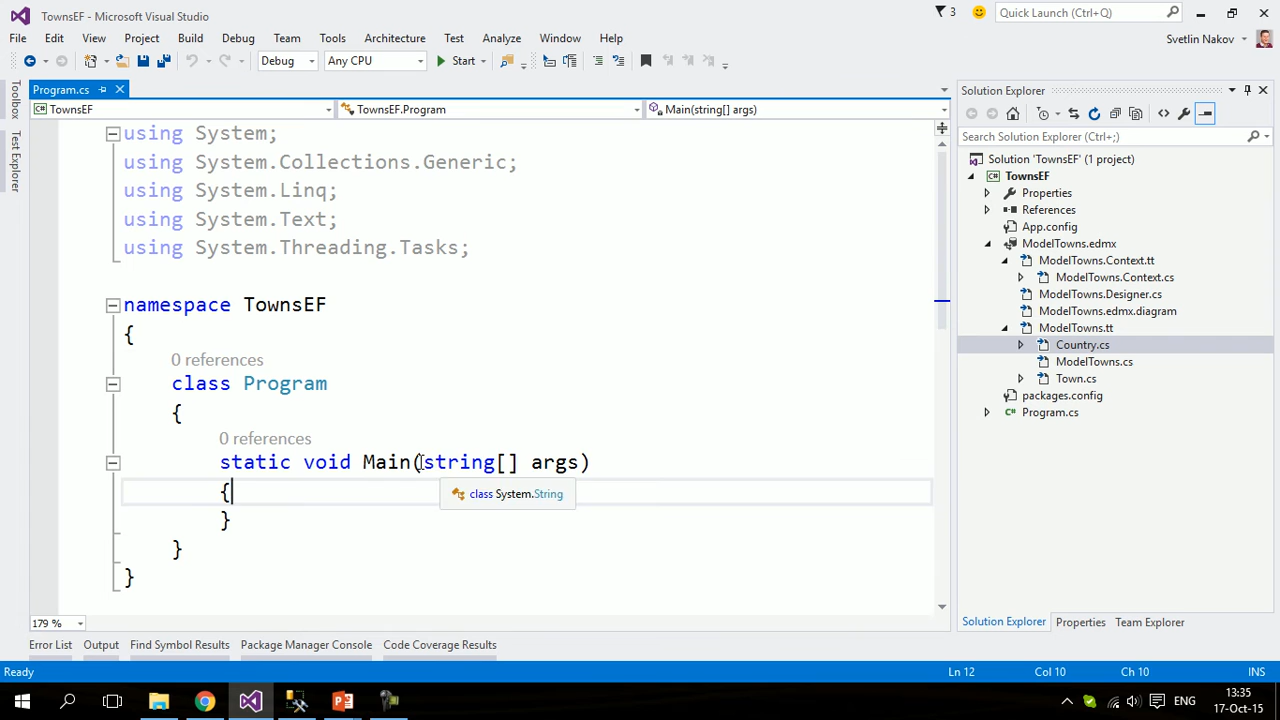 TownsEF - Microsoft Visual Studio
3
Quick Launch (Ctrl+Q)
File Edit View Project Build Debug Team Tools Architecture Test Analyze Window Help
Svetlin Nakov
Debug Any CPU Start
Toolbox
Test Explorer
Program.cs
TownsEF TownsEF.Program Main(string[] args)
using System;
using System.Collections.Generic;
using System.Linq;
using System.Text;
using System.Threading.Tasks;
namespace TownsEF
{
0 references
class Program
{
0 references
static void Main(string[] args)
{
class System.String
}
}
}
179 %
Solution Explorer
Search Solution Explorer (Ctrl+;)
Solution 'TownsEF' (1 project)
TownsEF
Properties
References
App.config
ModelTowns.edmx
ModelTowns.Context.tt
ModelTowns.Context.cs
ModelTowns.Designer.cs
ModelTowns.edmx.diagram
ModelTowns.tt
Country.cs
ModelTowns.cs
Town.cs
packages.config
Program.cs
Solution Explorer Properties Team Explorer
Error List Output Find Symbol Results Package Manager Console Code Coverage Results
Ready Ln 12 Col 10 Ch 10 INS
ENG
13:35
17-Oct-15